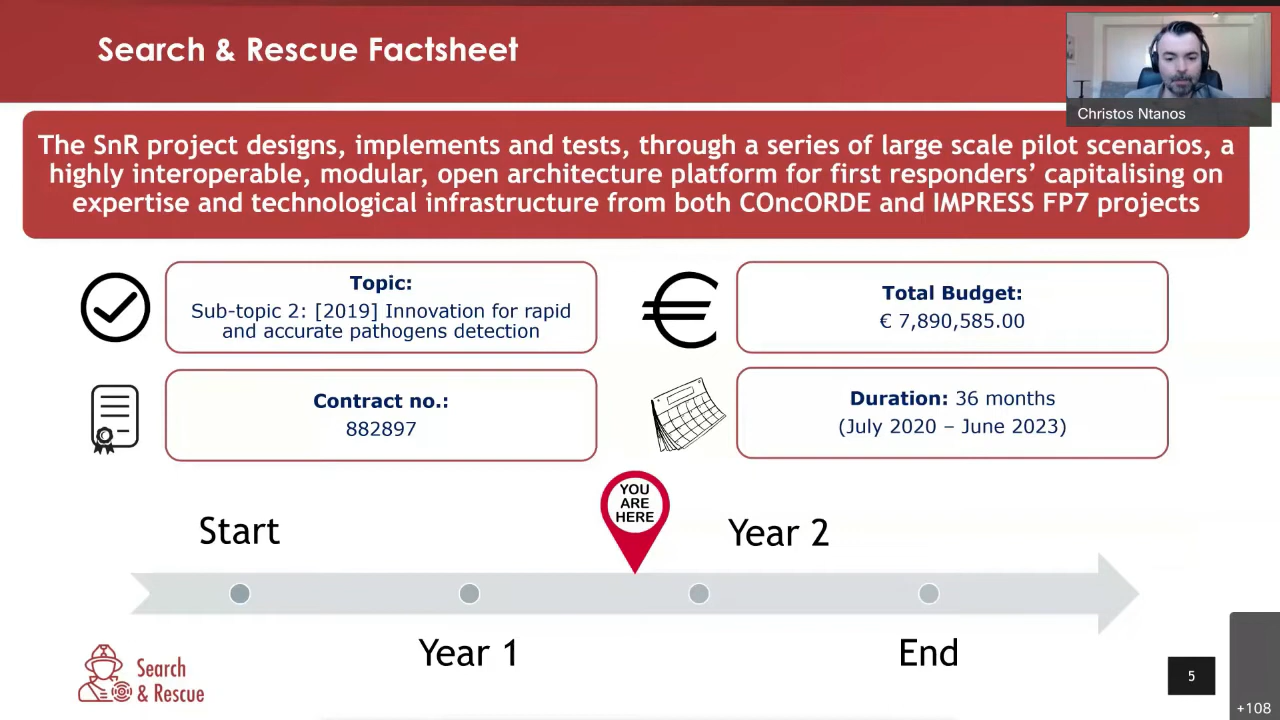 Search & Rescue Factsheet
Christos Ntanos
The SnR project designs, implements and tests, through a series of large scale pilot scenarios, a
highly interoperable, modular, open architecture platform for first responders’ capitalising on
expertise and technological infrastructure from both COncORDE and IMPRESS FP7 projects
Topic:
Sub-topic 2: [2019] Innovation for rapid
and accurate pathogens detection
Total Budget:
€ 7,890,585.00
Contract no.:
882897
Duration: 36 months
(July 2020 – June 2023)
YOU
ARE
HERE
Start
Year 2
Year 1
End
Search
& Rescue
5
+108